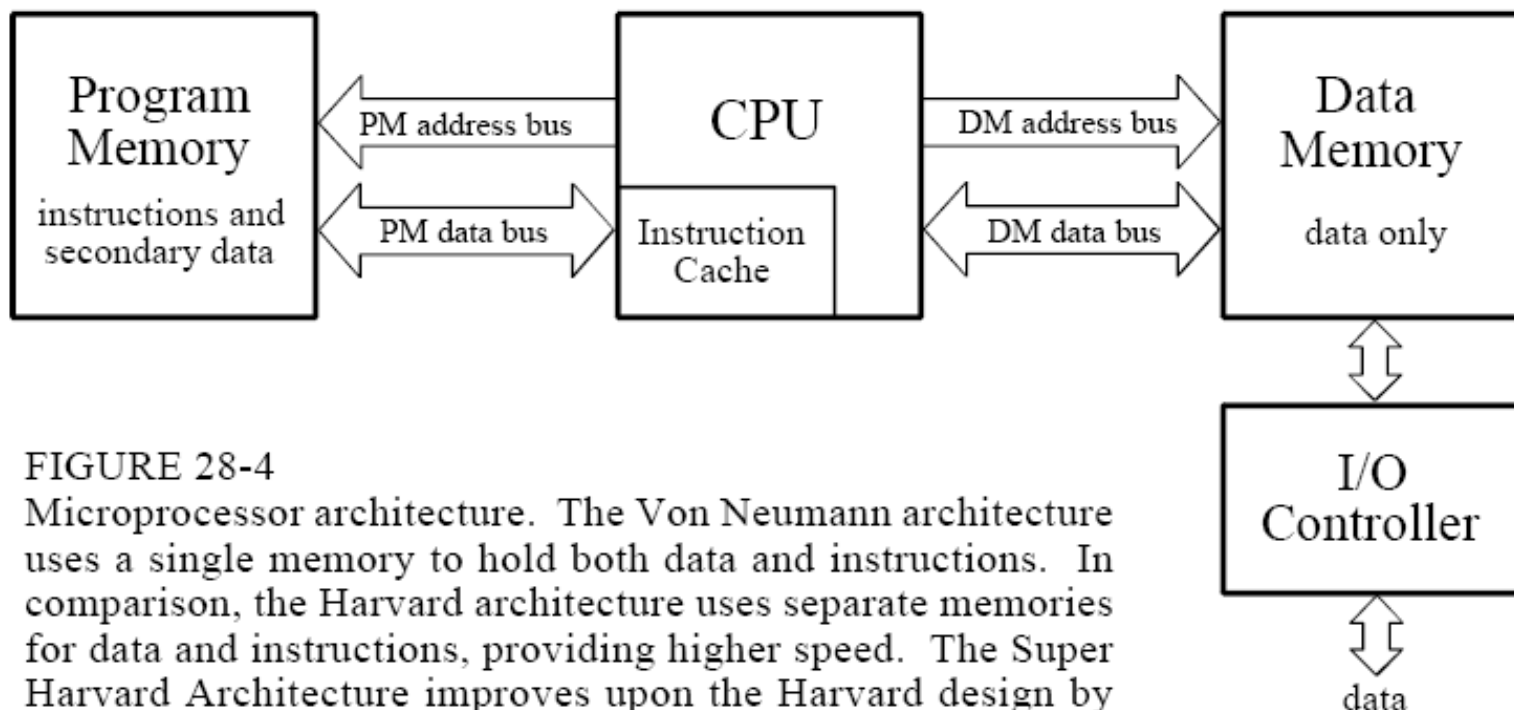 Program
Memory
instructions and
secondary data
PM address bus
PM data bus
CPU
Instruction
Cache
DM address bus
DM data bus
Data
Memory
data only
I/O
Controller
data
FIGURE 28-4
Microprocessor architecture. The Von Neumann architecture
uses a single memory to hold both data and instructions. In
comparison, the Harvard architecture uses separate memories
for data and instructions, providing higher speed. The Super
Harvard Architecture improves upon the Harvard design by